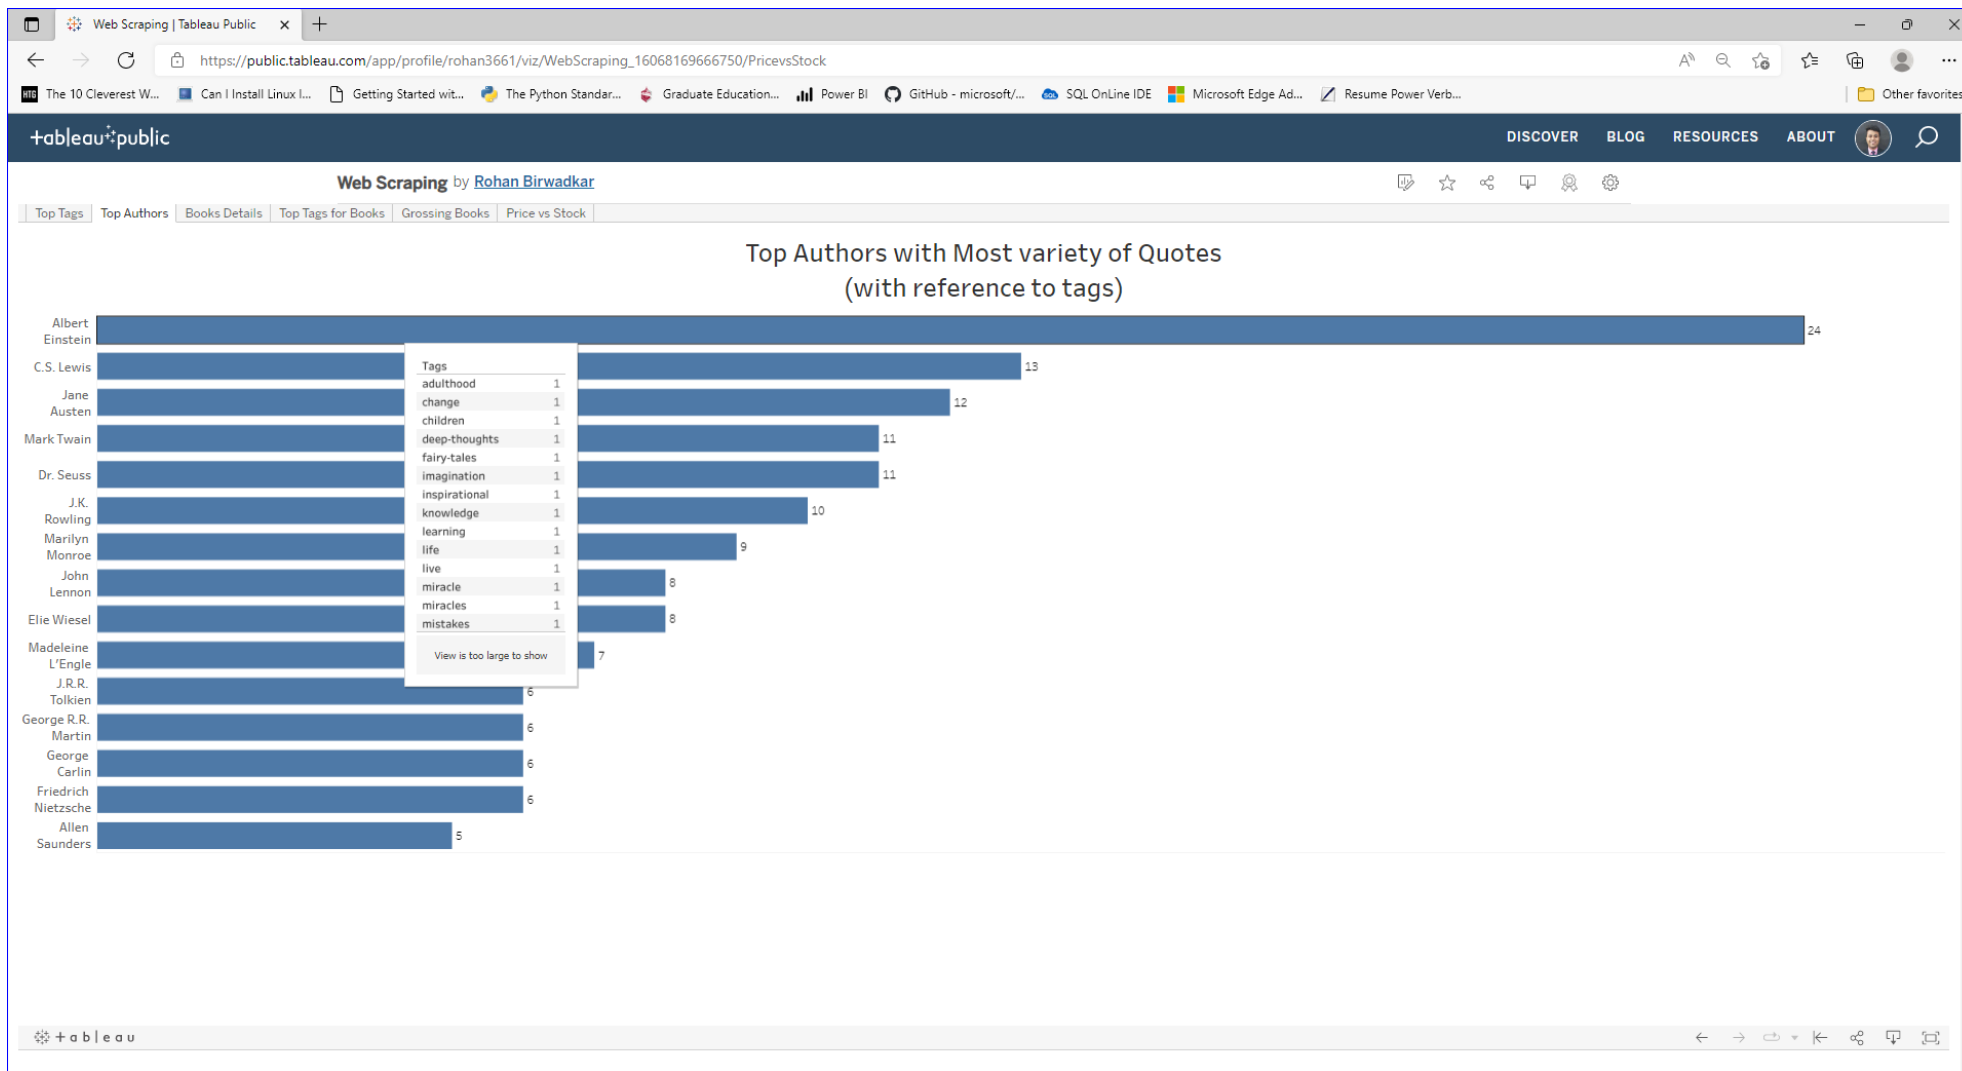 Web Scraping | Tableau Public
https://public.tableau.com/app/profile/rohan3661/viz/WebScraping_16068169666750/PricevsStock
HTG The 10 Cleverest W... Can I Install Linux I... Getting Started wit... The Python Standar... Graduate Education... Power BI GitHub - microsoft/... SQL OnLine IDE Microsoft Edge Ad... Resume Power Verb... Other favorites
+ableau public DISCOVER BLOG RESOURCES ABOUT
Web Scraping by Rohan Birwadkar
Top Tags Top Authors Books Details Top Tags for Books Grossing Books Price vs Stock
Top Authors with Most variety of Quotes
(with reference to tags)
Albert
Einstein 24
C.S. Lewis 13
Jane
Austen 12
Mark Twain 11
Dr. Seuss 11
J.K.
Rowling 10
Marilyn
Monroe 9
John
Lennon 8
Elie Wiesel 8
Madeleine
L'Engle 7
J.R.R.
Tolkien 6
George R.R.
Martin 6
George
Carlin 6
Friedrich
Nietzsche 6
Allen
Saunders 5
Tags
adulthood 1
change 1
children 1
deep-thoughts 1
fairy-tales 1
imagination 1
inspirational 1
knowledge 1
learning 1
life 1
live 1
miracle 1
miracles 1
mistakes 1
View is too large to show
+ableau